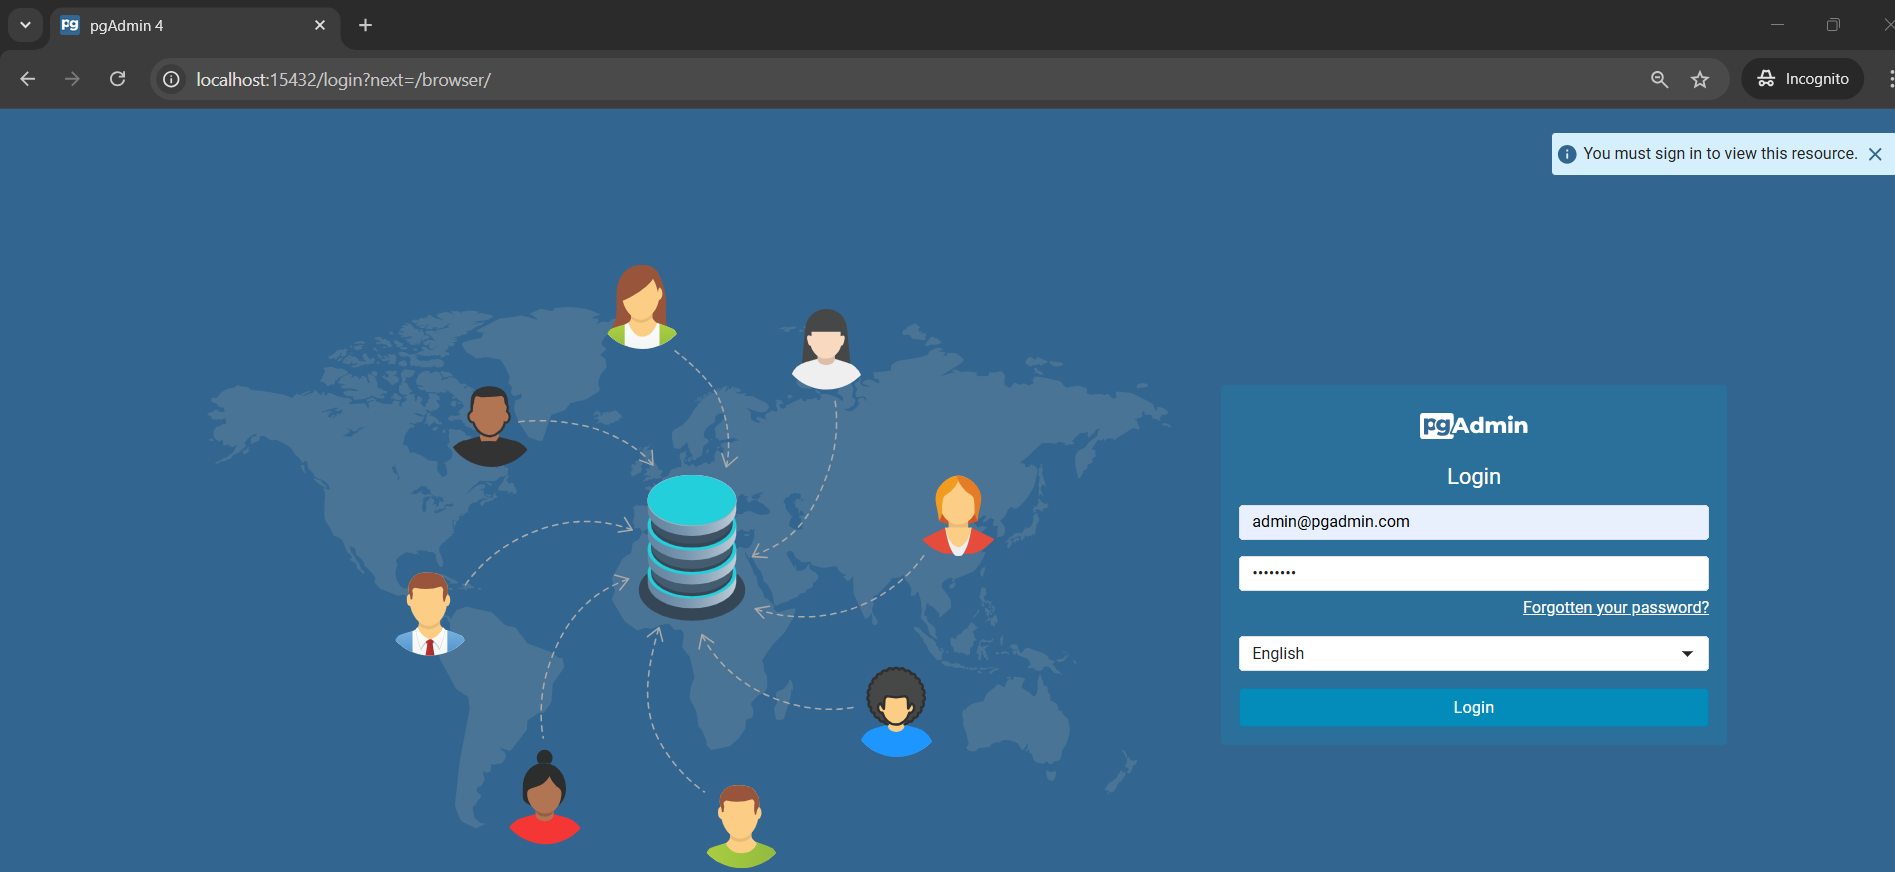 pg pgAdmin 4
localhost:15432/login?next=/browser/
Incognito
You must sign in to view this resource.
pgAdmin
Login
admin@pgadmin.com
••••••••
Forgotten your password?
English
Login